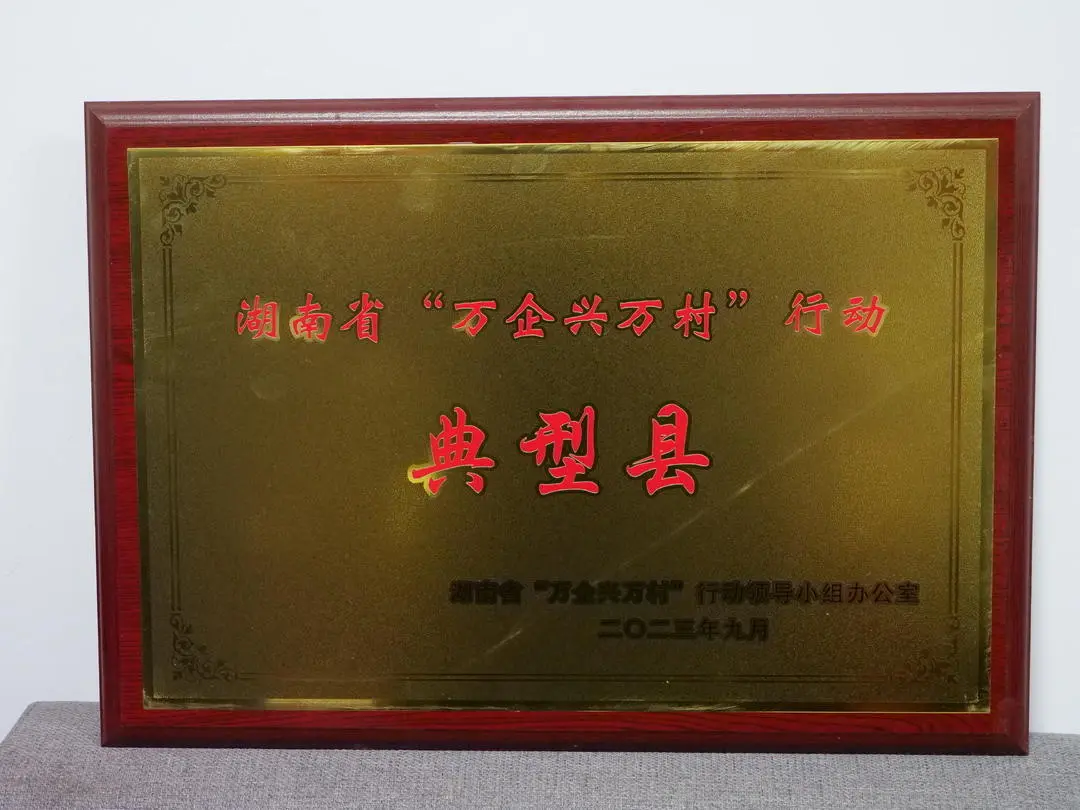 湖南省“万企兴万村”行动
典型县
湖南省“万企兴万村”行动领导小组办公室
二〇二三年九月